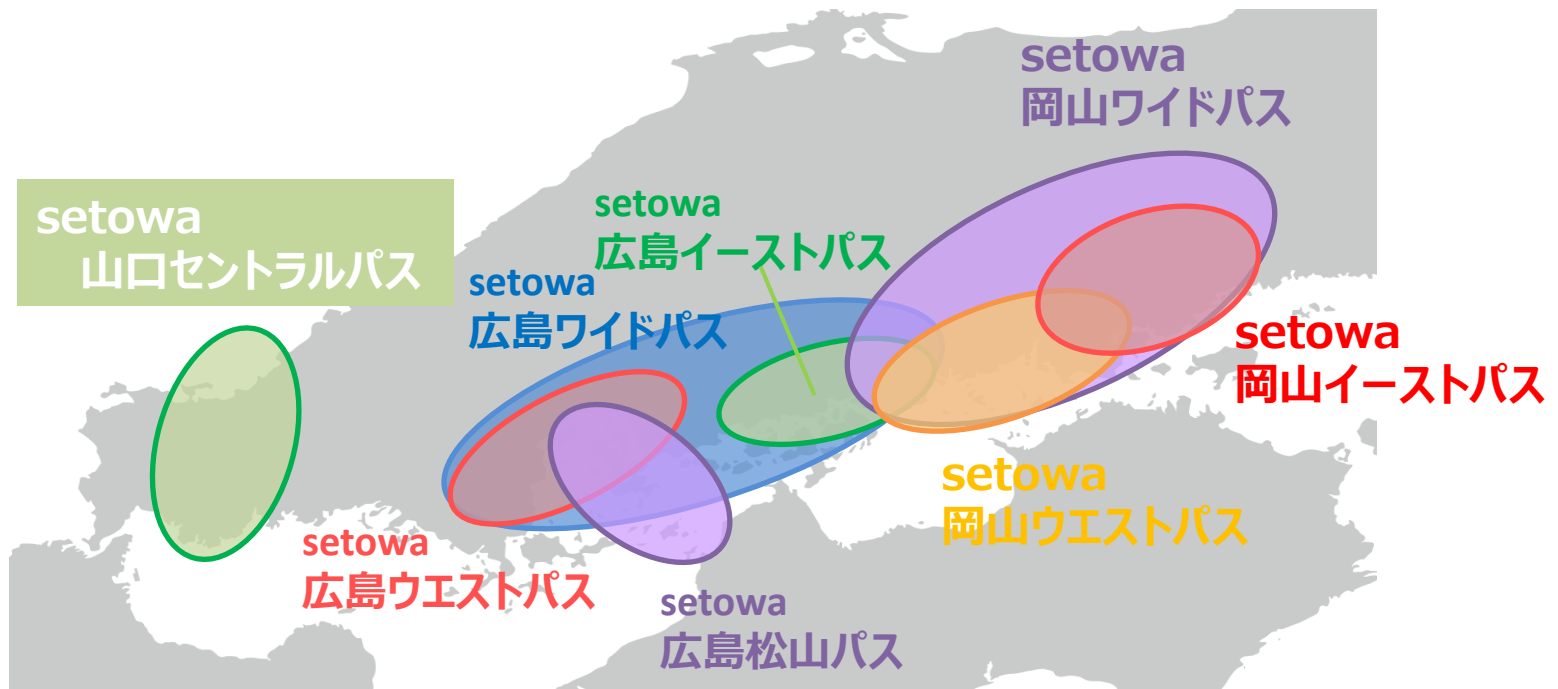 setowa
岡山ワイドパス
setowa
山口セントラルパス
setowa
広島イーストパス
setowa
広島ワイドパス
setowa
岡山イーストパス
setowa
岡山ウエストパス
setowa
広島ウエストパス
setowa
広島松山パス